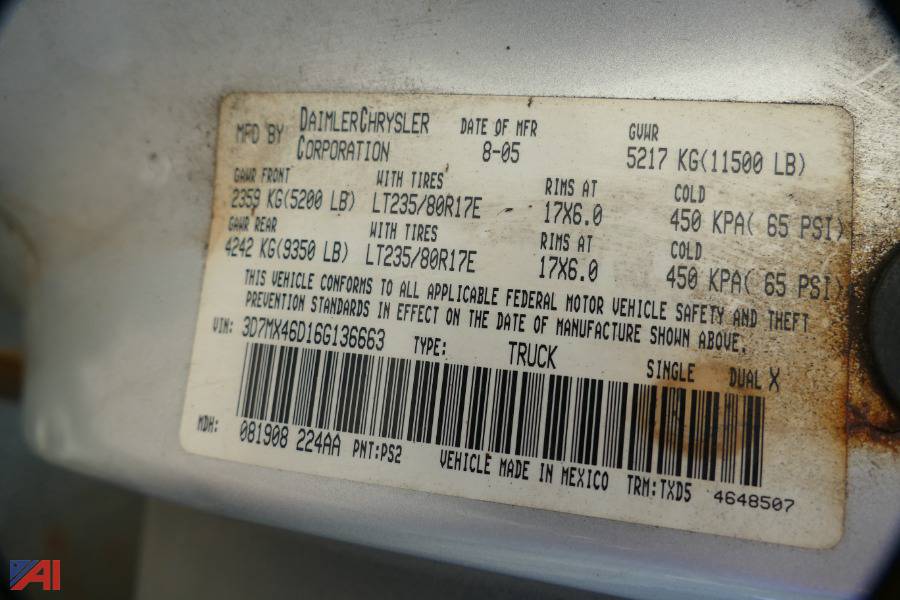 MFD BY DAIMLERCHRYSLER CORPORATION DATE OF MFR 8-05 GVWR 5217 KG(11500 LB)
GAWR FRONT WITH TIRES RIMS AT COLD
2359 KG(5200 LB) LT235/80R17E 17X6.0 450 KPA( 65 PSI)
GAWR REAR WITH TIRES RIMS AT COLD
4242 KG(9350 LB) LT235/80R17E 17X6.0 450 KPA( 65 PSI)
THIS VEHICLE CONFORMS TO ALL APPLICABLE FEDERAL MOTOR VEHICLE SAFETY AND THEFT
PREVENTION STANDARDS IN EFFECT ON THE DATE OF MANUFACTURE SHOWN ABOVE.
VIN: 3D7MX46D16G136663 TYPE: TRUCK SINGLE DUAL X
MDH: 081908 224AA PNT:PS2 VEHICLE MADE IN MEXICO TRM:TXD5 4648507
AI